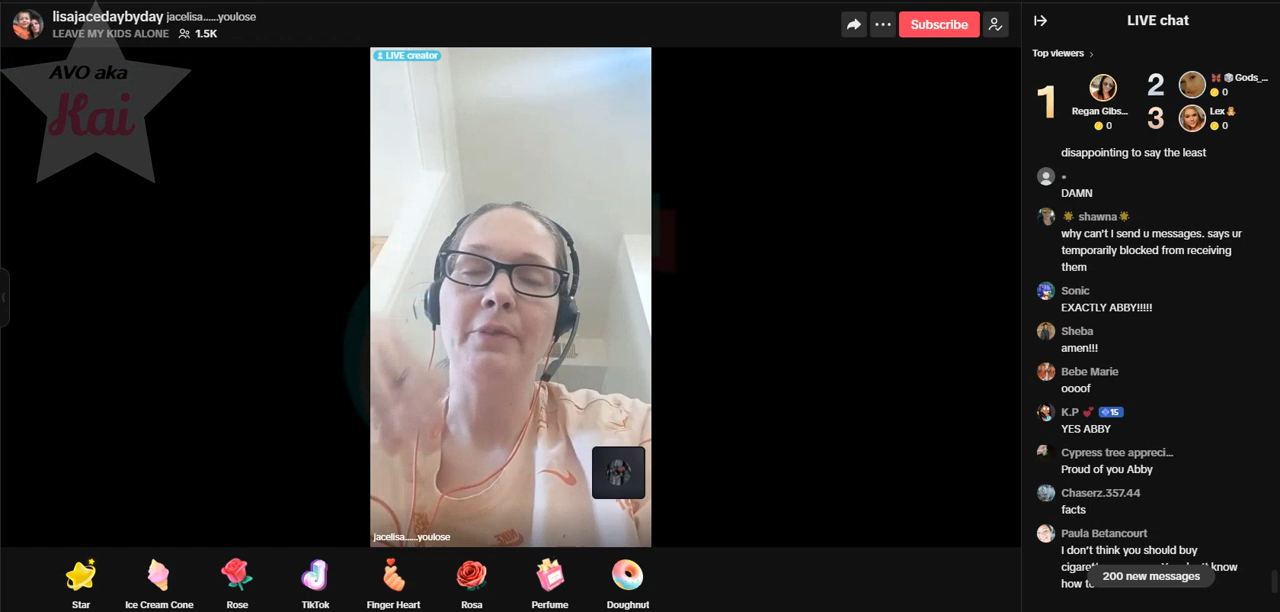 lisajacedaybyday jacelisa......youlose
LEAVE MY KIDS ALONE 1.5K
Subscribe
AVO aka
Kai
LIVE creator
jacelisa......youlose
NIKE
Star
Ice Cream Cone
Rose
TikTok
Finger Heart
Rosa
Perfume
Doughnut
LIVE chat
Top viewers
1
Regan Gibs...
0
2
Gods_...
0
3
Lex
0
disappointing to say the least
DAMN
shawna
why can't I send u messages. says ur
temporarily blocked from receiving
them
Sonic
EXACTLY ABBY!!!!!
Sheba
amen!!!
Bebe Marie
oooof
K.P 15
YES ABBY
Cypress tree appreci...
Proud of you Abby
Chaserz.357.44
facts
Paula Betancourt
I don't think you should buy
know
how
200 new messages